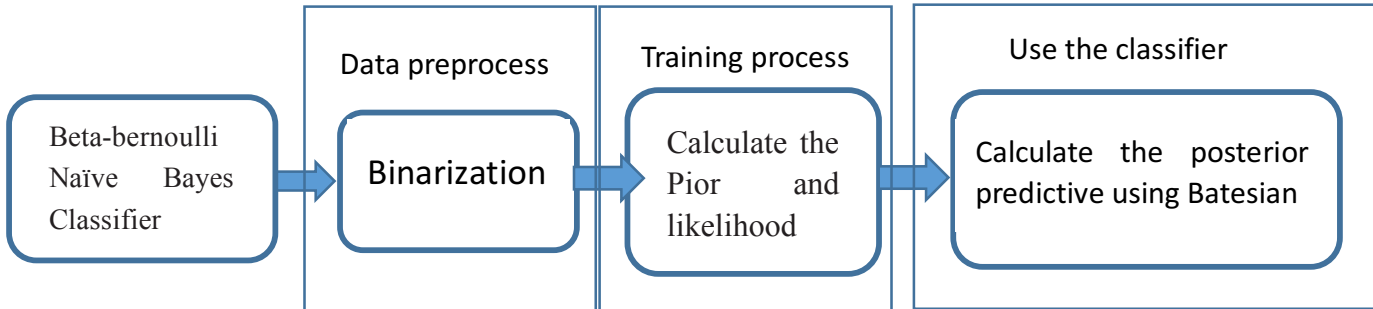 Beta-bernoulli
Naïve Bayes
Classifier
Data preprocess
Binarization
Training process
Calculate the
Pior and
likelihood
Use the classifier
Calculate the posterior
predictive using Batesian